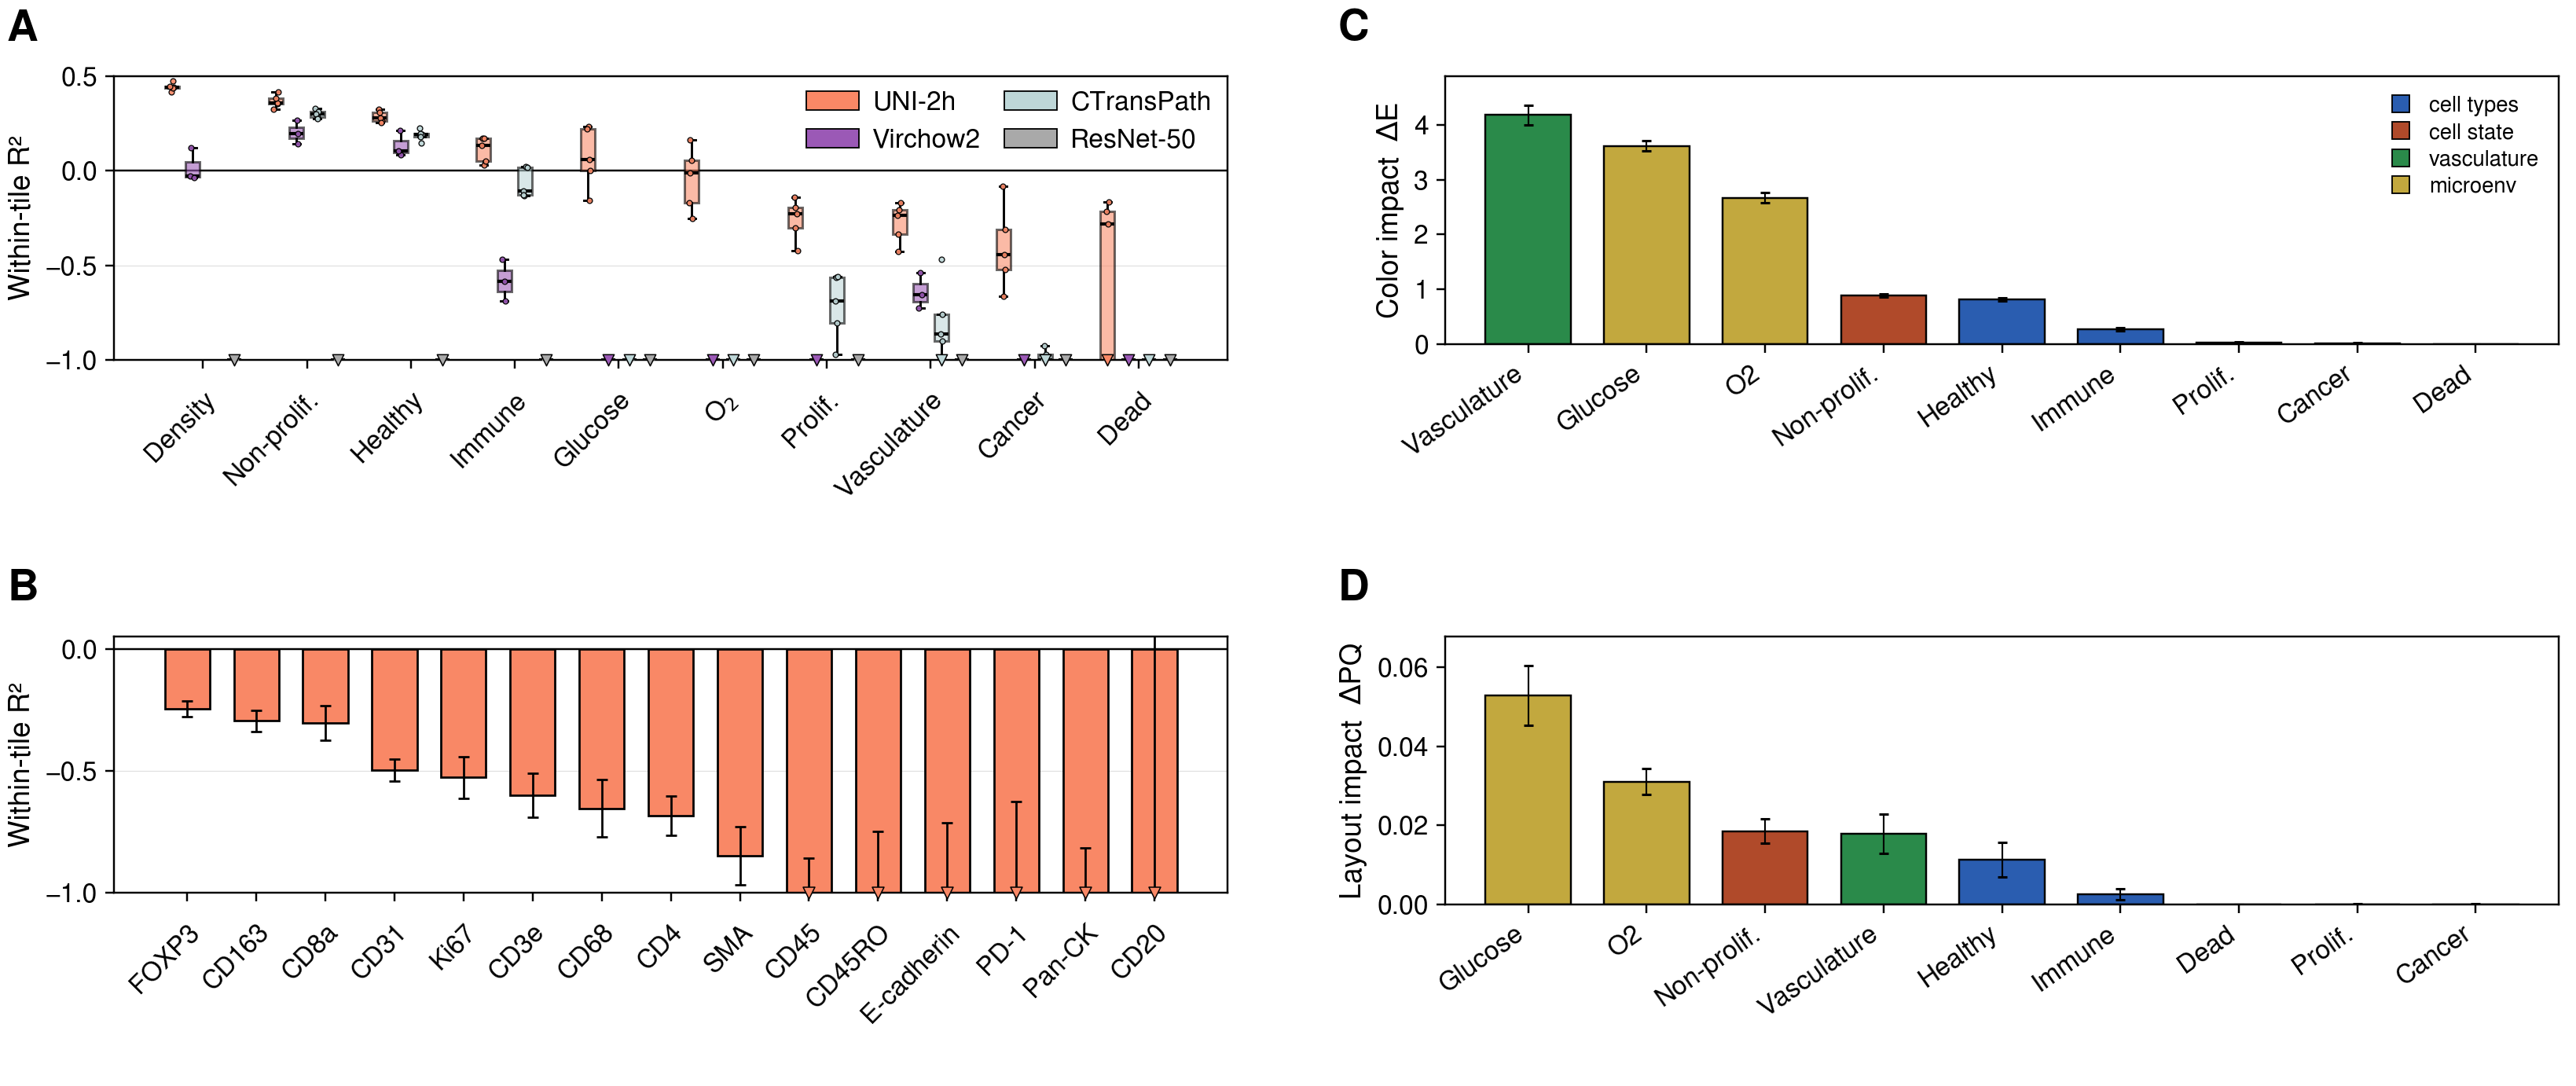 A
Within-tile R²
0.5
0.0
−0.5
−1.0
UNI-2h
Virchow2
CTransPath
ResNet-50
Density
Non-prolif.
Healthy
Immune
Glucose
O₂
Prolif.
Vasculature
Cancer
Dead
C
Color impact ΔE
4
3
2
1
0
cell types
cell state
vasculature
microenv
Vasculature
Glucose
O2
Non-prolif.
Healthy
Immune
Prolif.
Cancer
Dead
B
Within-tile R²
0.0
−0.5
−1.0
FOXP3
CD163
CD8a
CD31
Ki67
CD3e
CD68
CD4
SMA
CD45
CD45RO
E-cadherin
PD-1
Pan-CK
CD20
D
Layout impact ΔPQ
0.06
0.04
0.02
0.00
Glucose
O2
Non-prolif.
Vasculature
Healthy
Immune
Dead
Prolif.
Cancer